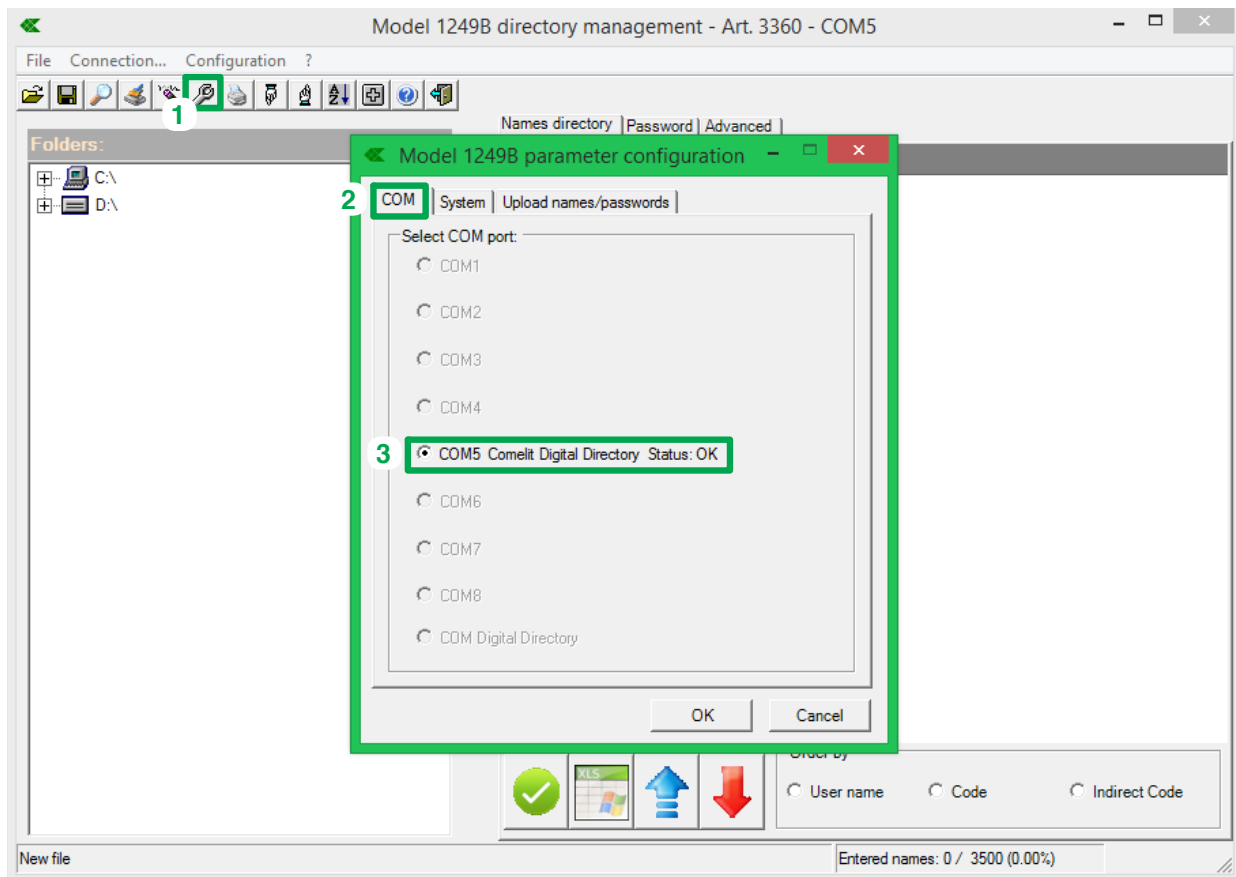 Model 1249B directory management - Art. 3360 - COM5
File Connection... Configuration ?
1
Names directory Password Advanced
Folders:
C:\
D:\
Model 1249B parameter configuration
2 COM System Upload names/passwords
Select COM port:
COM1
COM2
COM3
COM4
3 COM5 Comelit Digital Directory Status: OK
COM6
COM7
COM8
COM Digital Directory
OK Cancel
Order by
XLS
User name Code Indirect Code
New file Entered names: 0 / 3500 (0.00%)